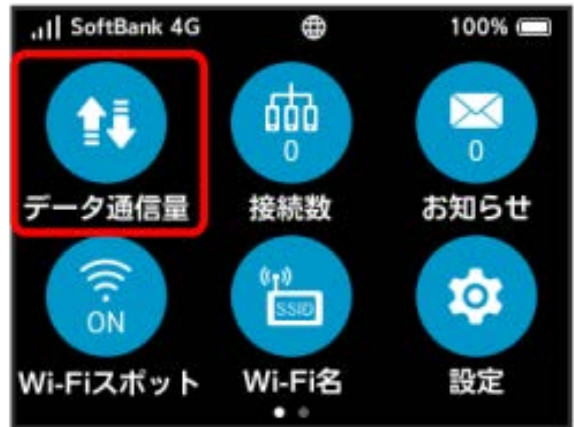 SoftBank 4G 100%
0 0
データ通信量 接続数 お知らせ
ON SSID
Wi-Fiスポット Wi-Fi名 設定